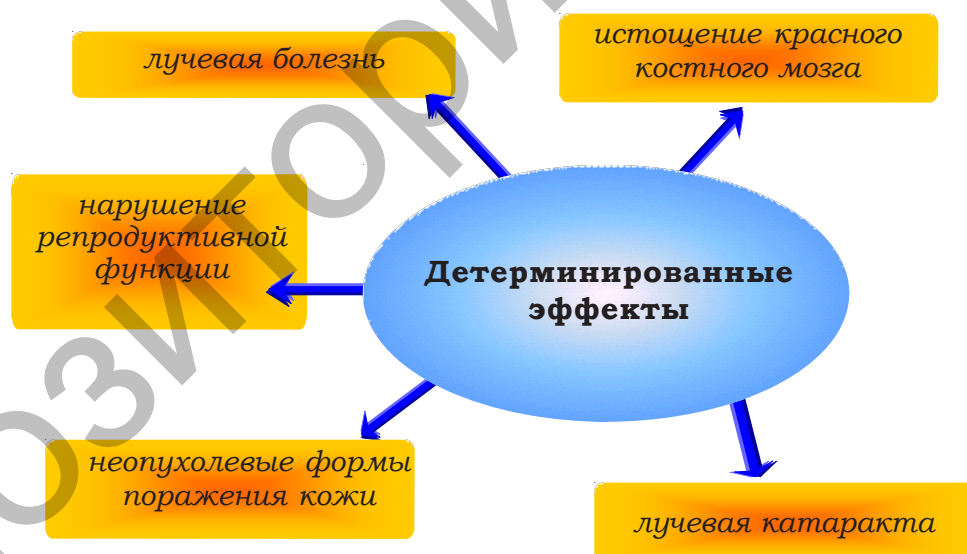 лучевая болезнь
истощение красного
костного мозга
нарушение
репродуктивной
функции
Детерминированные
эффекты
неопухолевые формы
поражения кожи
лучевая катаракта